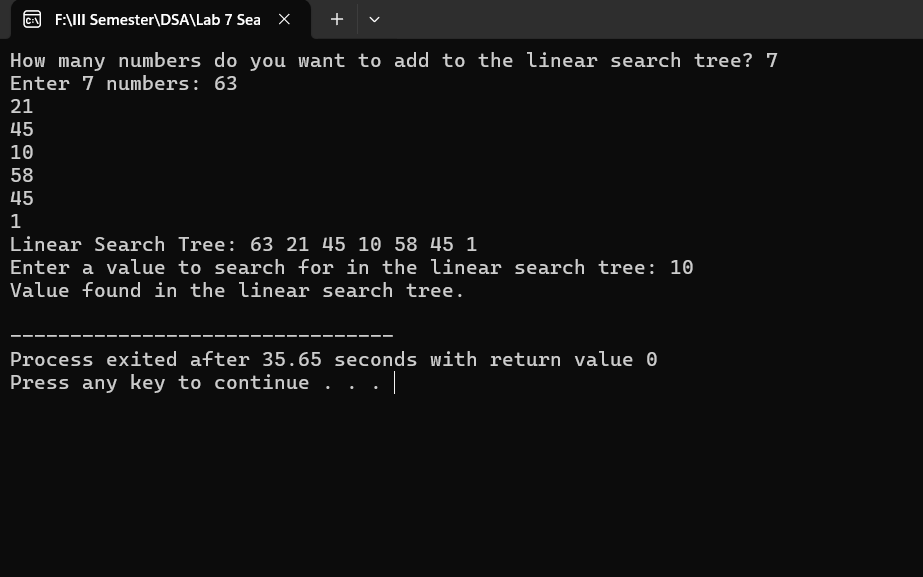 F:\III Semester\DSA\Lab 7 Sea
How many numbers do you want to add to the linear search tree? 7
Enter 7 numbers: 63
21
45
10
58
45
1
Linear Search Tree: 63 21 45 10 58 45 1
Enter a value to search for in the linear search tree: 10
Value found in the linear search tree.
--------------------------------
Process exited after 35.65 seconds with return value 0
Press any key to continue . . .